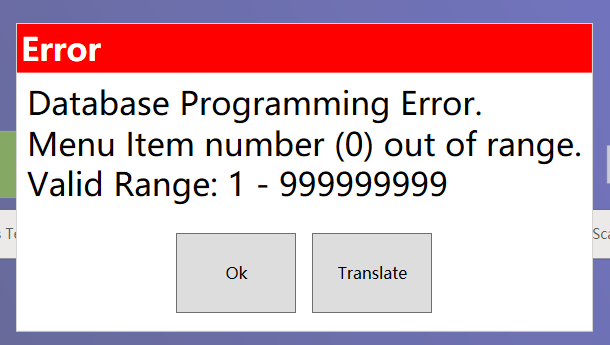 Error
Database Programming Error.
Menu Item number (0) out of range.
Valid Range: 1 - 999999999
Ok
Translate